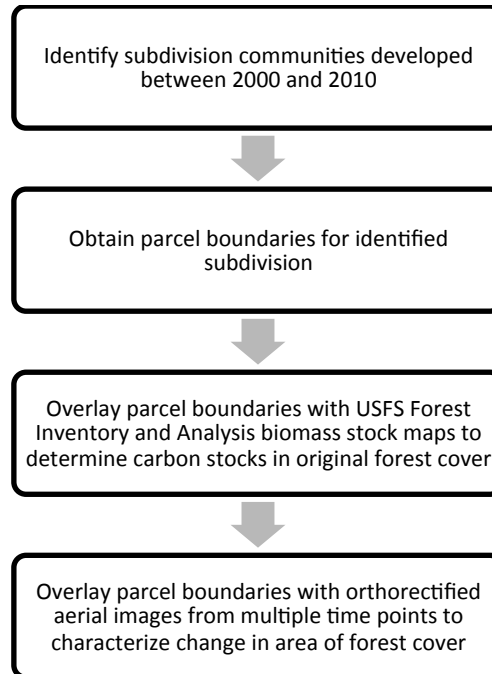 Identify subdivision communities developed
between 2000 and 2010
Obtain parcel boundaries for identified
subdivision
Overlay parcel boundaries with USFS Forest
Inventory and Analysis biomass stock maps to
determine carbon stocks in original forest cover
Overlay parcel boundaries with orthorectified
aerial images from multiple time points to
characterize change in area of forest cover